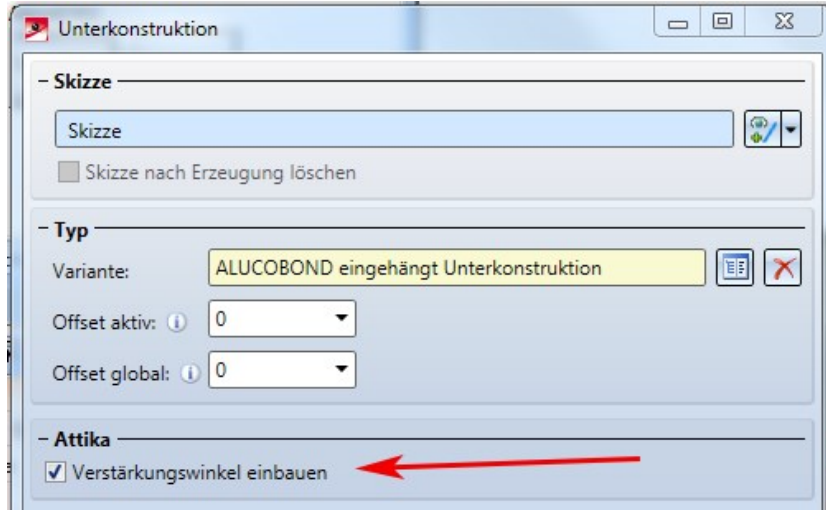 Unterkonstruktion
Skizze
Skizze
Skizze nach Erzeugung löschen
Typ
Variante: ALUCOBOND eingehängt Unterkonstruktion
Offset aktiv: 0
Offset global: 0
Attika
Verstärkungswinkel einbauen